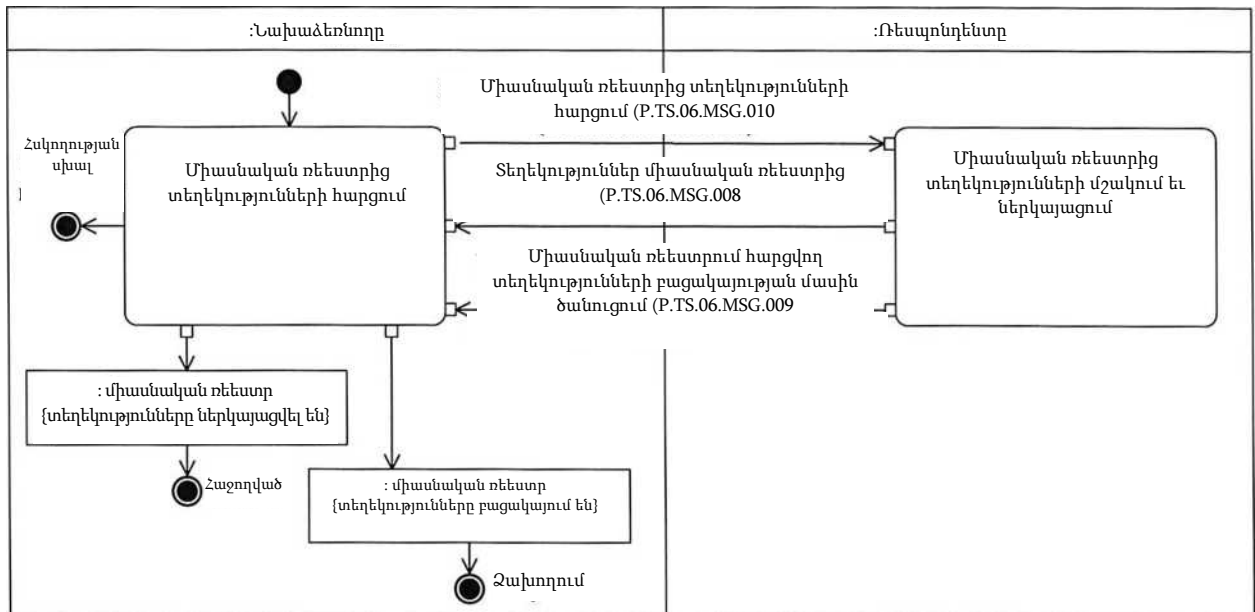 :Նախաձեռնողը
:Ռեսպոնդենտը
Միասնական ռեեստրից տեղեկությունների
հարցում (P.TS.06.MSG.010
Հսկողության
սխալ
Միասնական ռեեստրից
տեղեկությունների հարցում
Տեղեկություններ միասնական ռեեստրից
(P.TS.06.MSG.008
Միասնական ռեեստրից
տեղեկությունների մշակում եւ
ներկայացում
Միասնական ռեեստրում հարցվող
տեղեկությունների բացակայության մասին
ծանուցում (P.TS.06.MSG.009
: միասնական ռեեստր
{տեղեկությունները ներկայացվել են}
Հաջողված
: միասնական ռեեստր
{տեղեկությունները բացակայում են}
Ձախողում